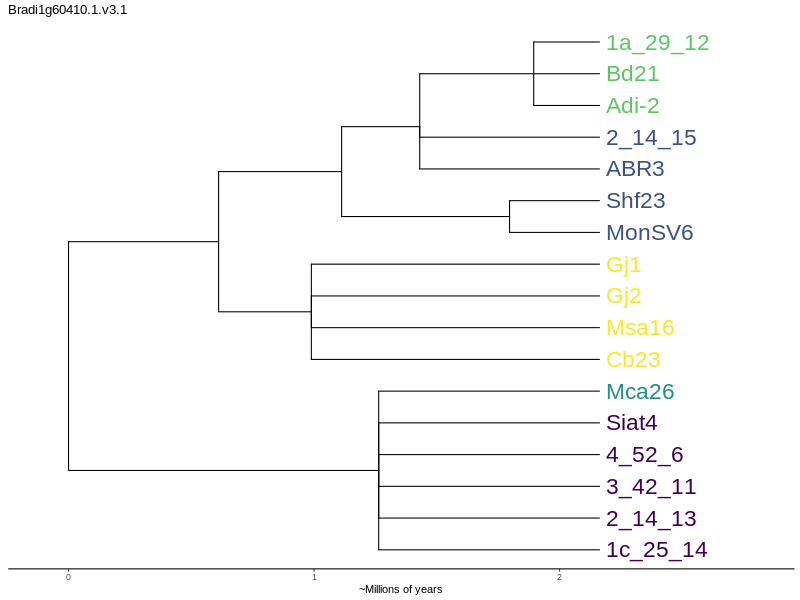 Bradi1g60410.1.v3.1
1a_29_12
Bd21
Adi-2
2_14_15
ABR3
Shf23
MonSV6
Gj1
Gj2
Msa16
Cb23
Mca26
Siat4
4_52_6
3_42_11
2_14_13
1c_25_14
0 1 2
~Millions of years